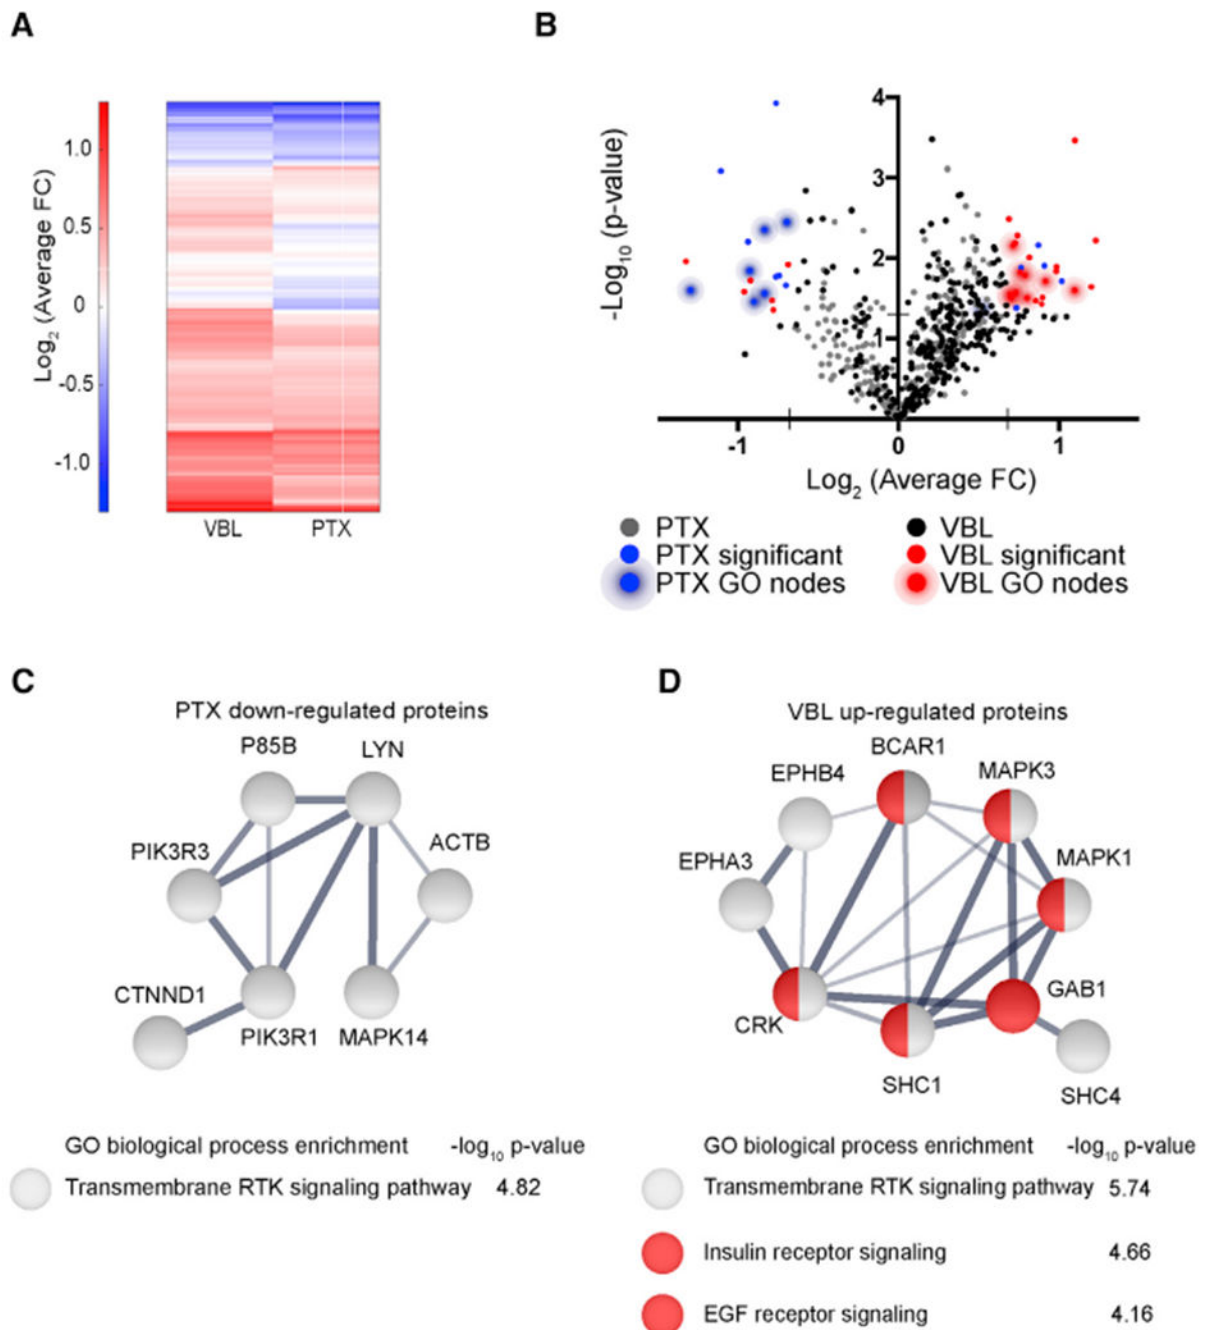 A
B
Log2 (Average FC)
1.0
0.5
0
-0.5
-1.0
VBL PTX
-Log10 (p-value)
4
3
2
1
-1 0 1
Log2 (Average FC)
PTX VBL
PTX significant VBL significant
PTX GO nodes VBL GO nodes
C
PTX down-regulated proteins
P85B LYN
PIK3R3 ACTB
CTNND1
PIK3R1 MAPK14
GO biological process enrichment -log10 p-value
Transmembrane RTK signaling pathway 4.82
D
VBL up-regulated proteins
BCAR1
EPHB4 MAPK3
EPHA3 MAPK1
GAB1
CRK
SHC1
SHC4
GO biological process enrichment -log10 p-value
Transmembrane RTK signaling pathway 5.74
Insulin receptor signaling 4.66
EGF receptor signaling 4.16